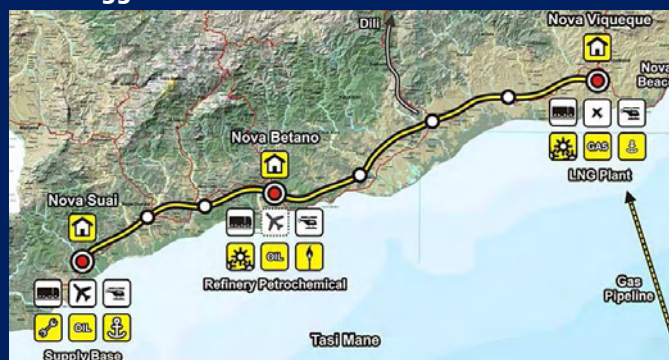 Nova Viqueque
Dili
Nova
Beaco
Nova Betano
GAS
LNG Plant
Nova Suai
OIL
Refinery Petrochemical
Gas
Pipeline
OIL
Tasi Mane
Supply Base